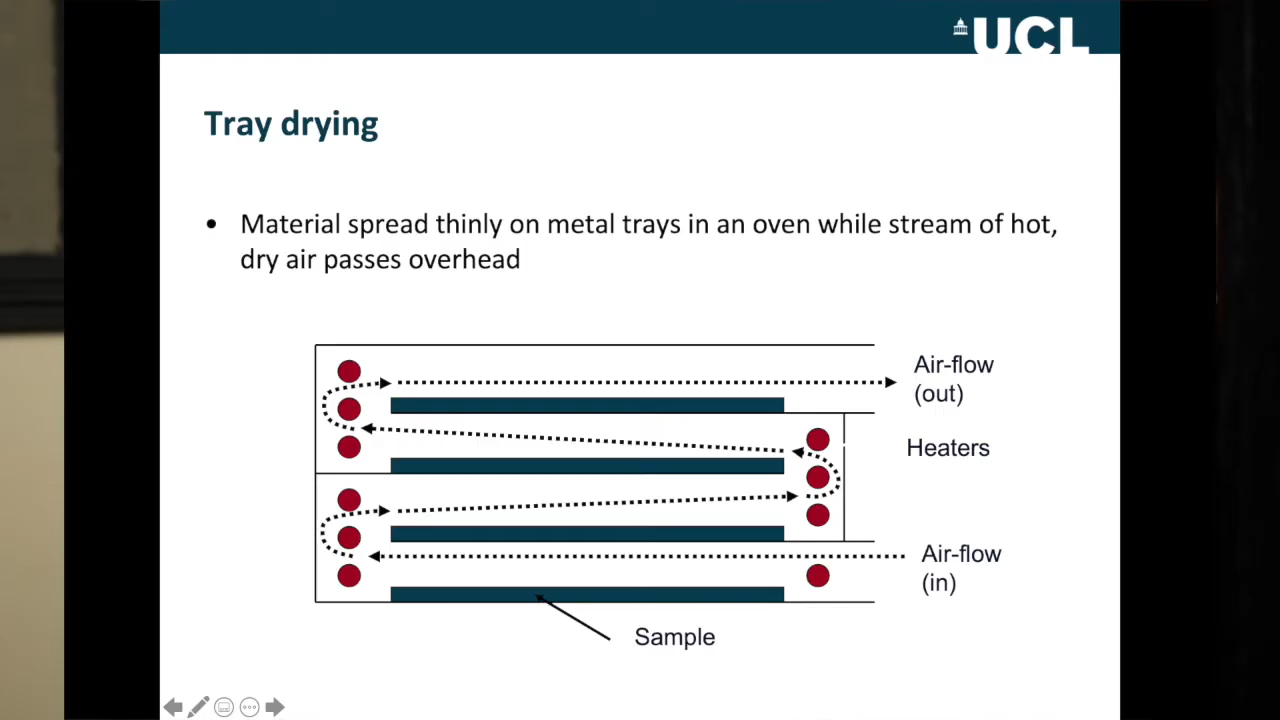 UCL
Tray drying
• Material spread thinly on metal trays in an oven while stream of hot,
dry air passes overhead
Air-flow
(out)
Heaters
Air-flow
(in)
Sample